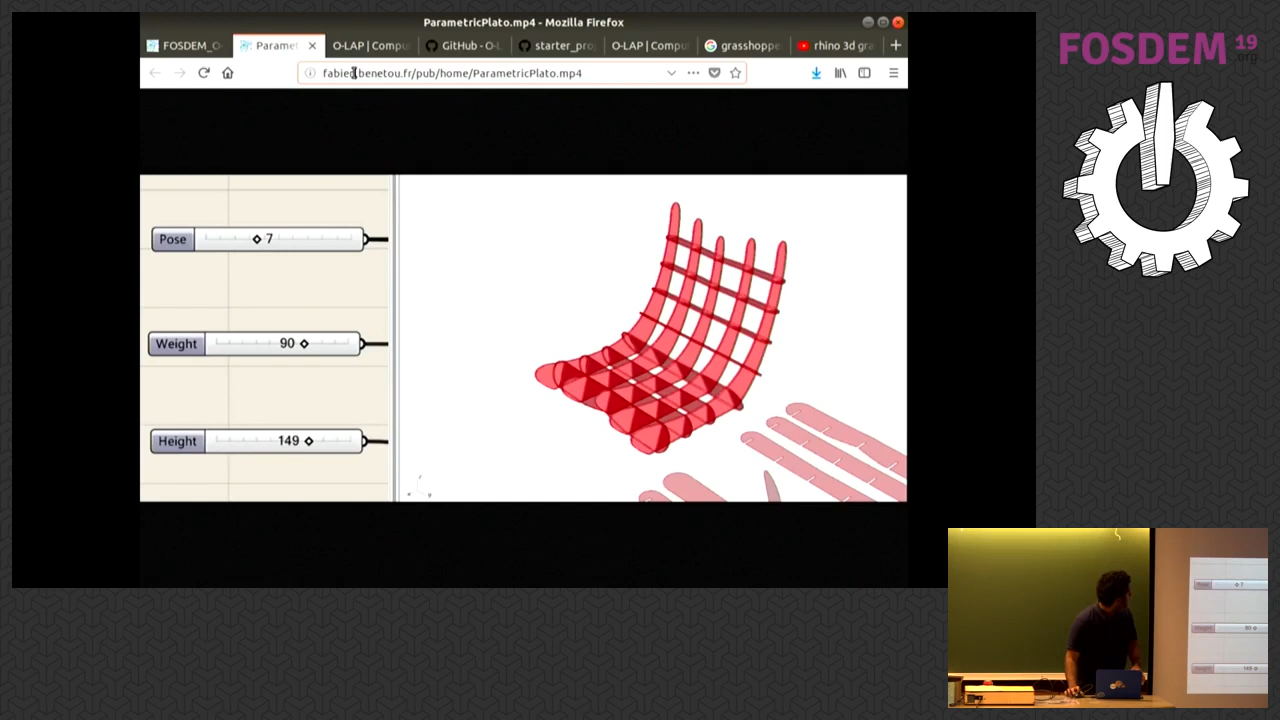 ParametricPlato.mp4 - Mozilla Firefox
FOSDEM_O
Paramet
O-LAP | Compu
GitHub - O-L
starter_pro
O-LAP | Compu
grasshoppe
rhino 3d gra
benetou.fr/pub/home/ParametricPlato.mp4
Pose
7
Weight
90
Height
149
FOSDEM 19
.org